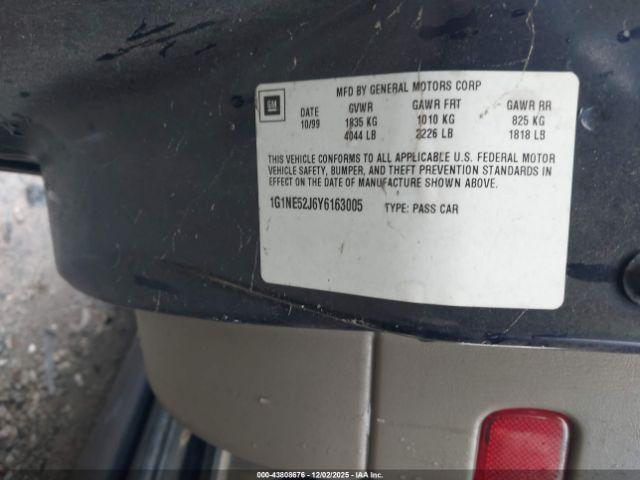 MFD BY GENERAL MOTORS CORP
GM DATE GVWR GAWR FRT GAWR RR
10/99 1835 KG 1010 KG 825 KG
4044 LB 2226 LB 1818 LB
THIS VEHICLE CONFORMS TO ALL APPLICABLE U.S. FEDERAL MOTOR
VEHICLE SAFETY, BUMPER, AND THEFT PREVENTION STANDARDS IN
EFFECT ON THE DATE OF MANUFACTURE SHOWN ABOVE.
1G1NE52J6Y6163005 TYPE: PASS CAR
000-43808676 - 12/02/2025 - COPYRIGHT IAA